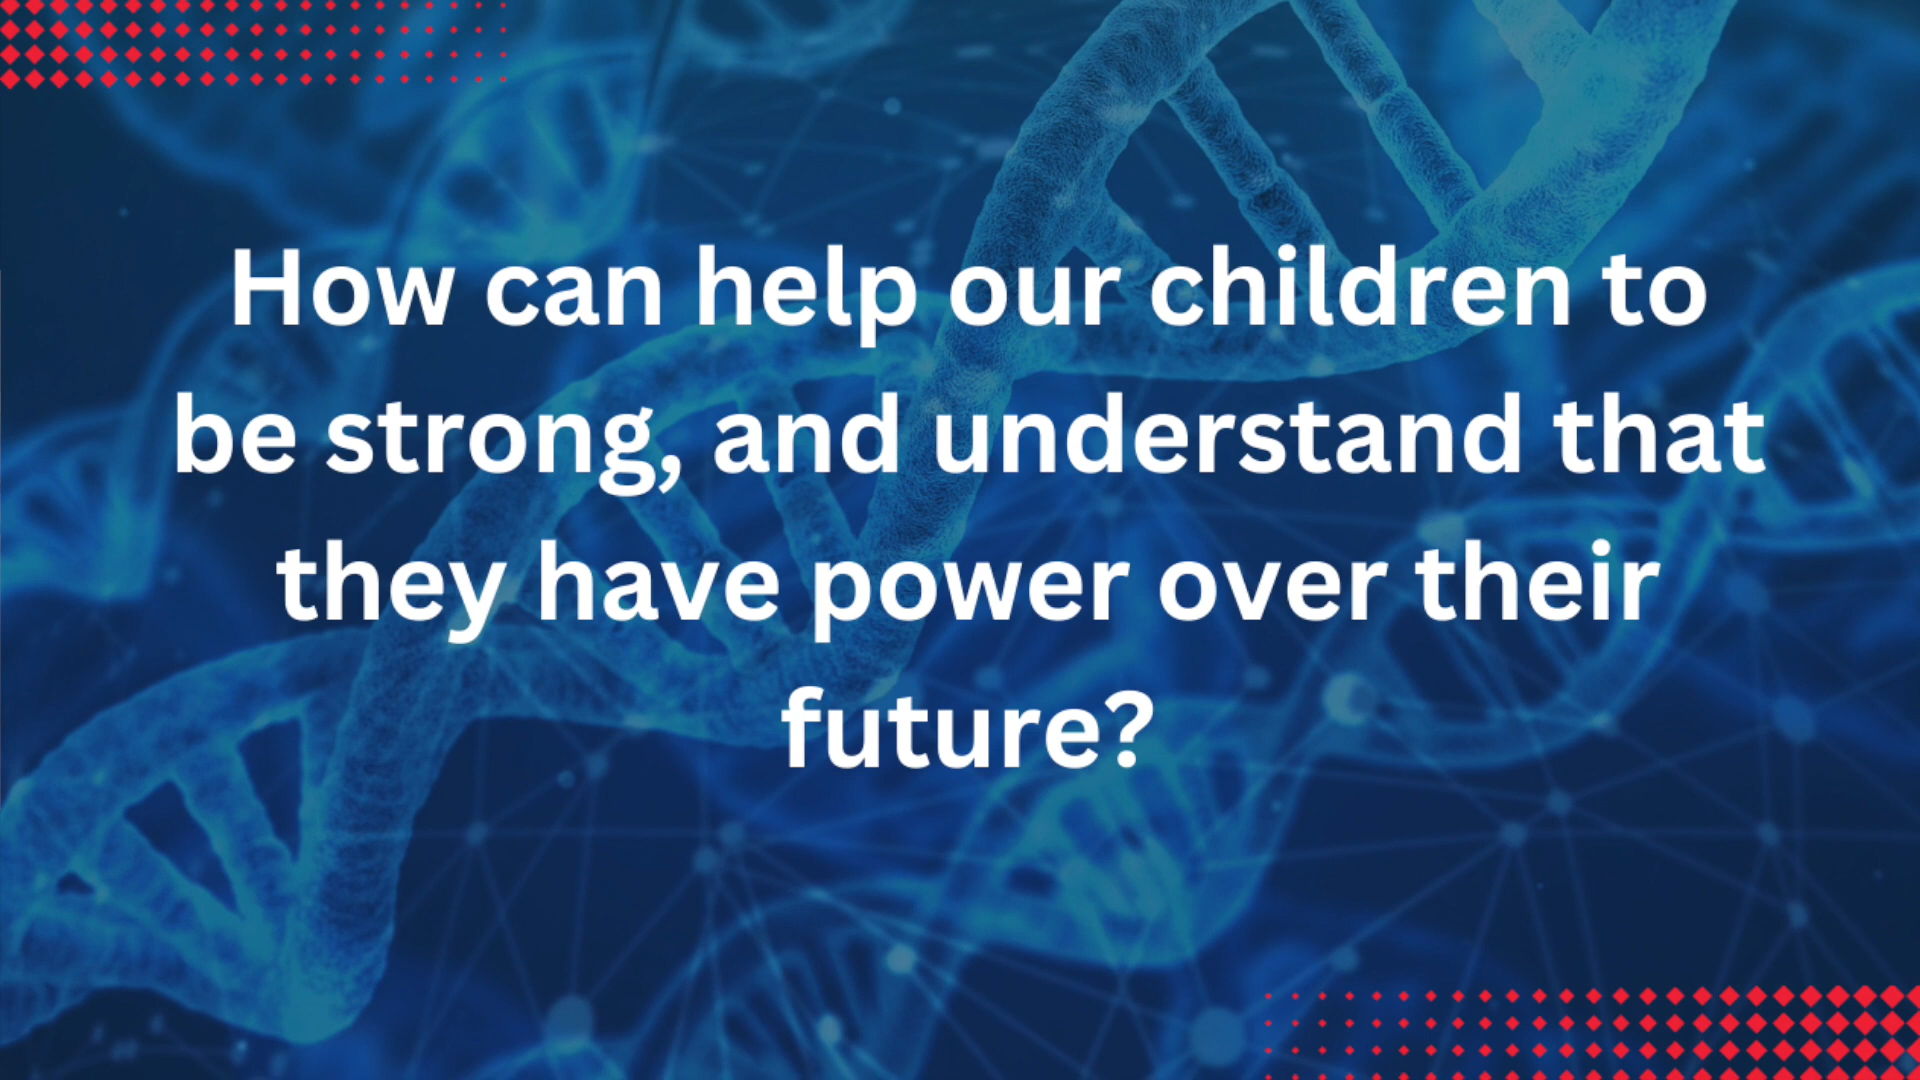 How can help our children to
be strong, and understand that
they have power over their
future?